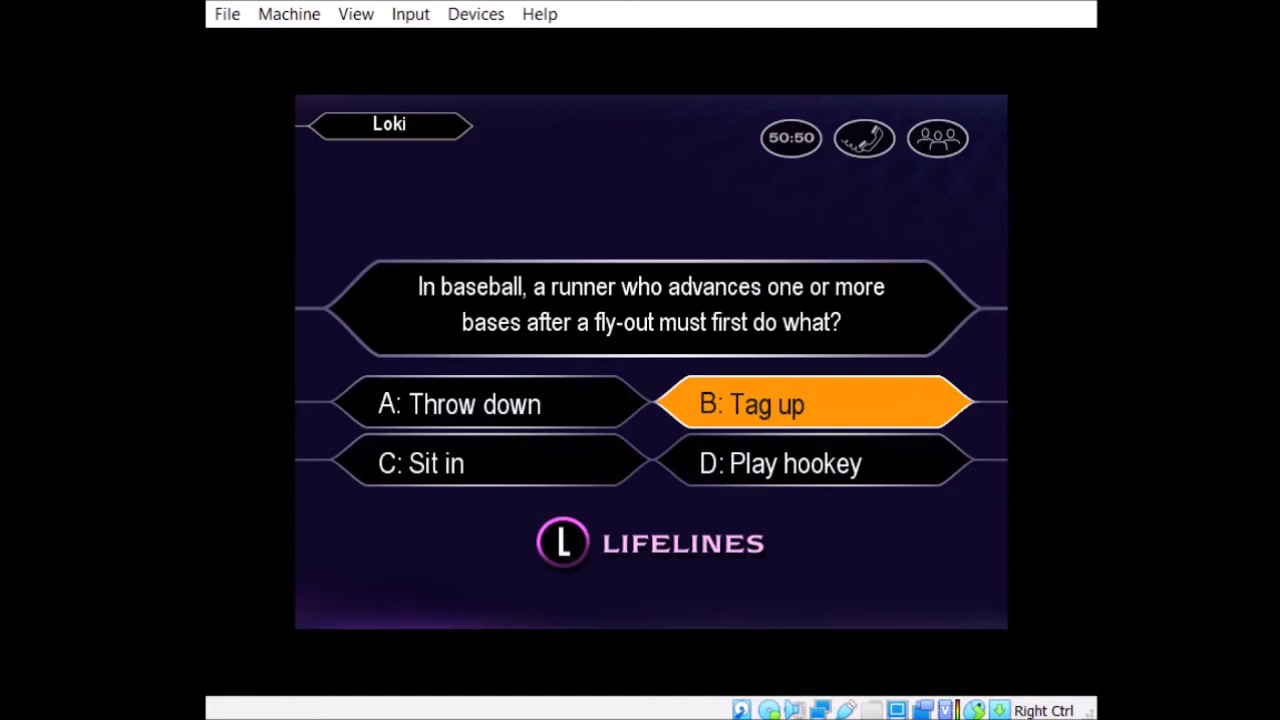 File Machine View Input Devices Help
Loki
50:50
In baseball, a runner who advances one or more
bases after a fly-out must first do what?
A: Throw down
B: Tag up
C: Sit in
D: Play hookey
L LIFELINES
Right Ctrl